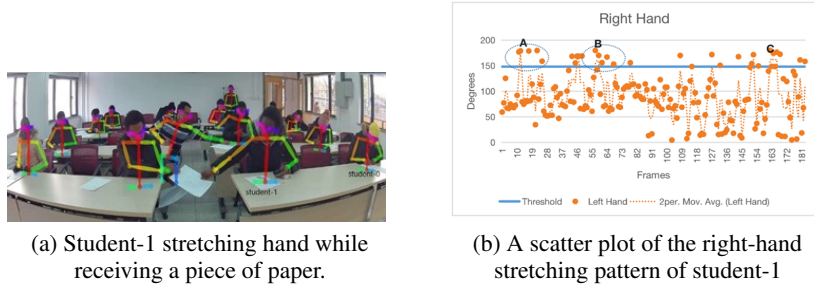 student-0
student-1
(a) Student-1 stretching hand while
receiving a piece of paper.
Right Hand
200
150
100
50
0
Degrees
A
B
C
1
10
19
28
37
46
55
64
73
82
91
100
109
118
127
136
145
154
163
172
181
Frames
Threshold
Left Hand
2per. Mov. Avg. (Left Hand)
(b) A scatter plot of the right-hand
stretching pattern of student-1